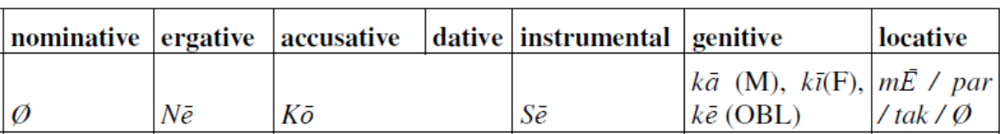 nominative ergative accusative dative instrumental genitive locative
kā (M), kī(F), mĒ / par
Ø Nē Kō Sē kē (OBL) / tak / Ø